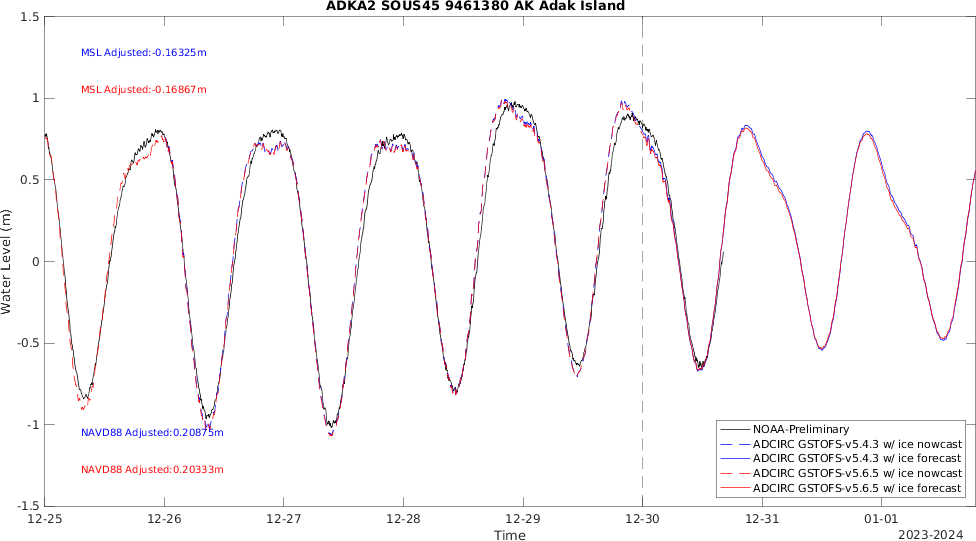 ADKA2 SOUS45 9461380 AK Adak Island
1.5
1
0.5
0
-0.5
-1
-1.5
Water Level (m)
MSL Adjusted:-0.16325m
MSL Adjusted:-0.16867m
NAVD88 Adjusted:0.20875m
NAVD88 Adjusted:0.20333m
NOAA-Preliminary
ADCIRC GSTOFS-v5.4.3 w/ ice nowcast
ADCIRC GSTOFS-v5.4.3 w/ ice forecast
ADCIRC GSTOFS-v5.6.5 w/ ice nowcast
ADCIRC GSTOFS-v5.6.5 w/ ice forecast
12-25 12-26 12-27 12-28 12-29 12-30 12-31 01-01
Time
2023-2024